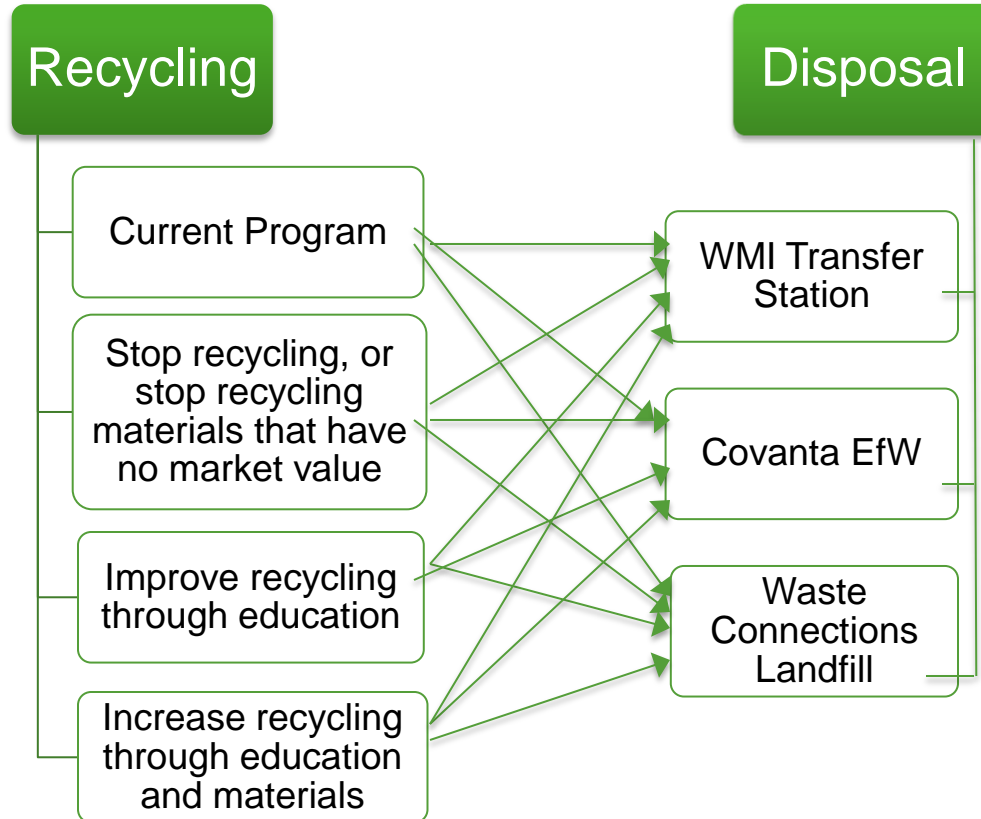 Recycling
Disposal
Current Program
Stop recycling, or
stop recycling
materials that have
no market value
Improve recycling
through education
Increase recycling
through education
and materials
WMI Transfer
Station
Covanta EfW
Waste
Connections
Landfill